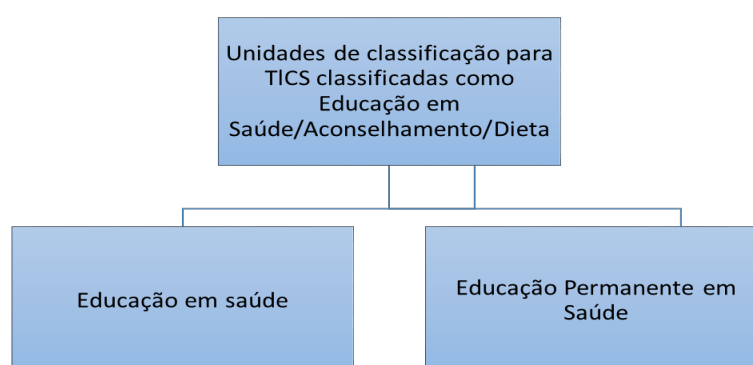 Unidades de classificação para
TICS classificadas como
Educação em
Saúde/Aconselhamento/Dieta
Educação em saúde
Educação Permanente em
Saúde